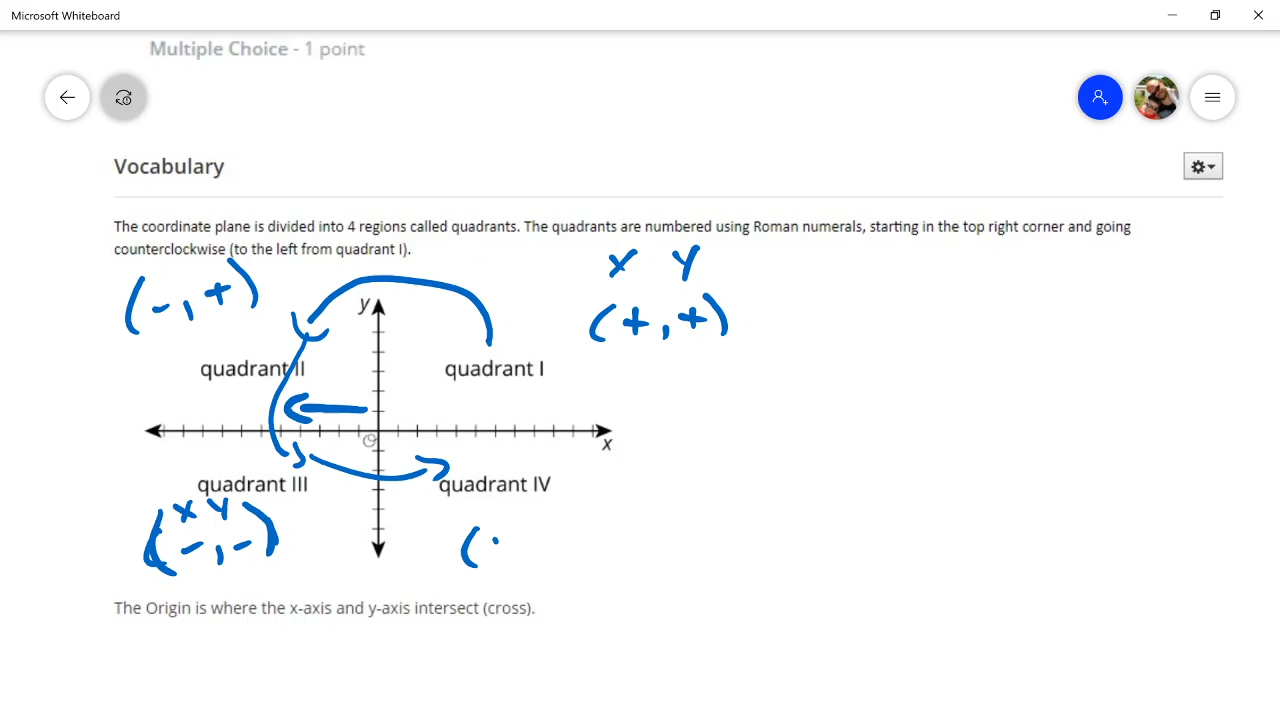 Microsoft Whiteboard
Multiple Choice - 1 point
Vocabulary
The coordinate plane is divided into 4 regions called quadrants. The quadrants are numbered using Roman numerals, starting in the top right corner and going
counterclockwise (to the left from quadrant I).
X Y
(-,+)
(+,+)
y
quadrant II
quadrant I
O
x
quadrant III
quadrant IV
X Y
(-,-)
(
The Origin is where the x-axis and y-axis intersect (cross).